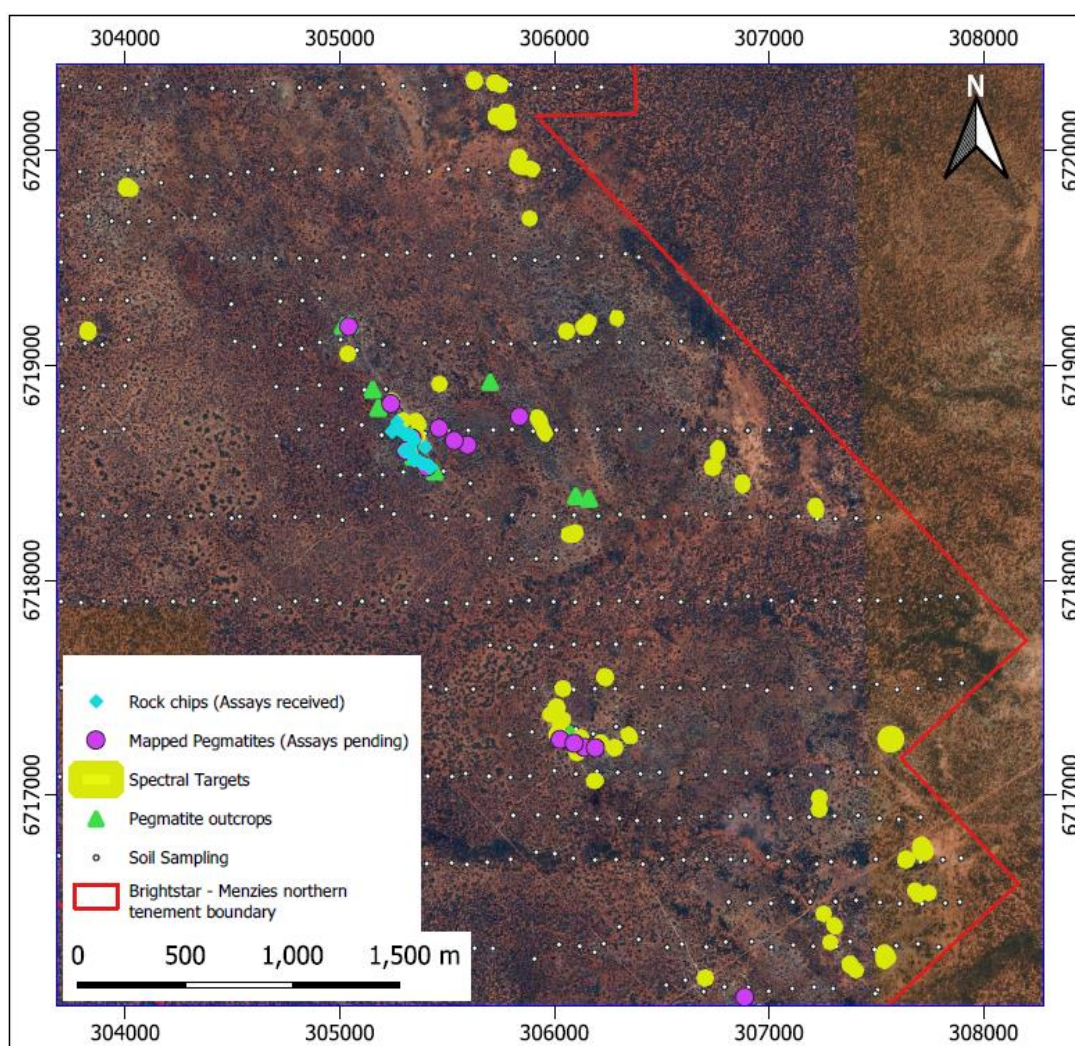 304000 305000 306000 307000 308000
N
6720000 6720000
6719000 6719000
6718000 6718000
6717000 6717000
Rock chips (Assays received)
Mapped Pegmatites (Assays pending)
Spectral Targets
Pegmatite outcrops
Soil Sampling
Brightstar - Menzies northern
tenement boundary
0 500 1,000 1,500 m
304000 305000 306000 307000 308000